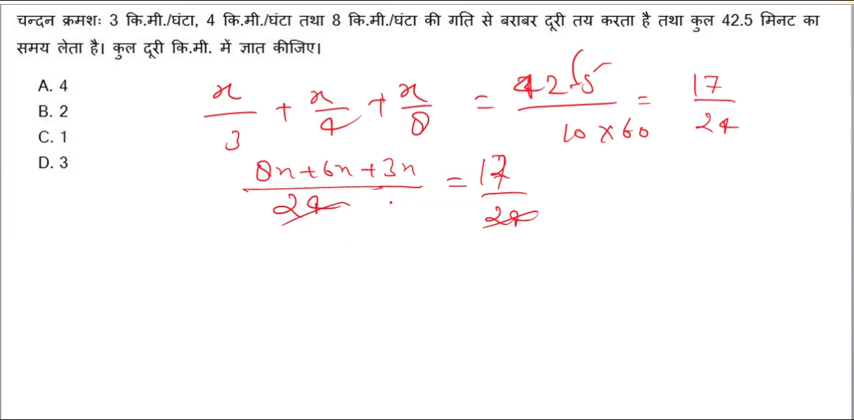 चन्दन क्रमशः 3 कि.मी./घंटा, 4 कि.मी./घंटा तथा 8 कि.मी./घंटा की गति से बराबर दूरी तय करता है तथा कुल 42.5 मिनट का
समय लेता है। कुल दूरी कि.मी. में ज्ञात कीजिए।
A. 4
B. 2
C. 1
D. 3
x/3 + x/4 + x/8 = 425/10×60 = 17/24
8x+6x+3x/24 = 17/24